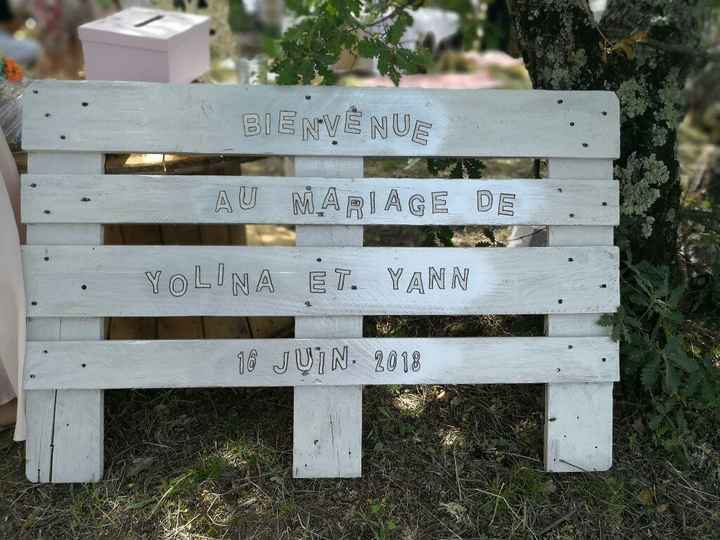 BIENVENUE
AU MARIAGE DE
YOLINA ET YANN
16 JUIN 2018